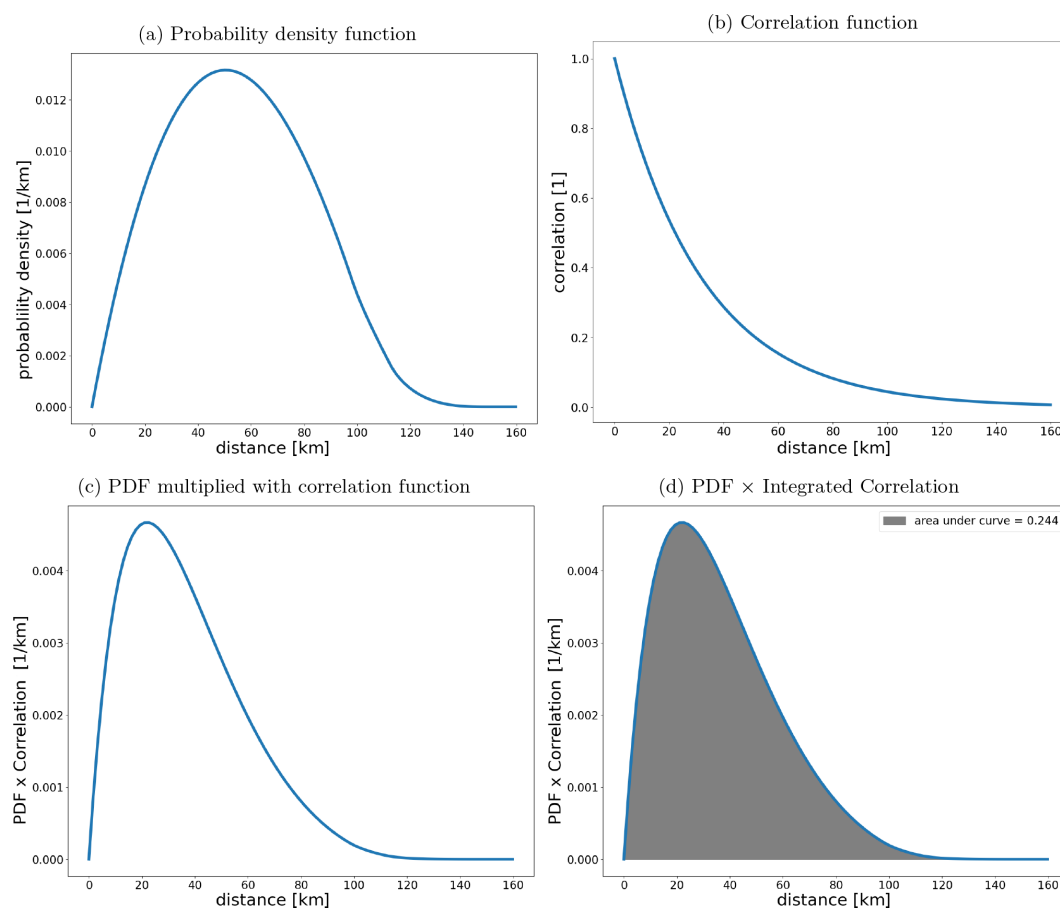 (a) Probability density function
probablility density [1/km]
0.012
0.010
0.008
0.006
0.004
0.002
0.000
0 20 40 60 80 100 120 140 160
distance [km]
(b) Correlation function
correlation [1]
1.0
0.8
0.6
0.4
0.2
0.0
0 20 40 60 80 100 120 140 160
distance [km]
(c) PDF multiplied with correlation function
PDF x Correlation [1/km]
0.004
0.003
0.002
0.001
0.000
0 20 40 60 80 100 120 140 160
distance [km]
(d) PDF × Integrated Correlation
area under curve = 0.244
PDF x Correlation [1/km]
0.004
0.003
0.002
0.001
0.000
0 20 40 60 80 100 120 140 160
distance [km]